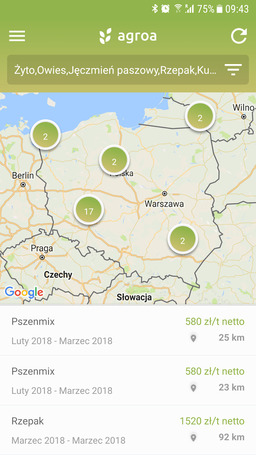 75% 09:43
agroa
Żyto,Owies,Jęczmień paszowy,Rzepak,Ku...
Wilno
2
2
Berlin
2
Polska
17
Warszawa
2
Praga
Czechy
Google
Słowacja
Pszenmix 580 zł/t netto
Luty 2018 - Marzec 2018 25 km
Pszenmix 580 zł/t netto
Luty 2018 - Marzec 2018 23 km
Rzepak 1520 zł/t netto
Marzec 2018 - Marzec 2018 92 km